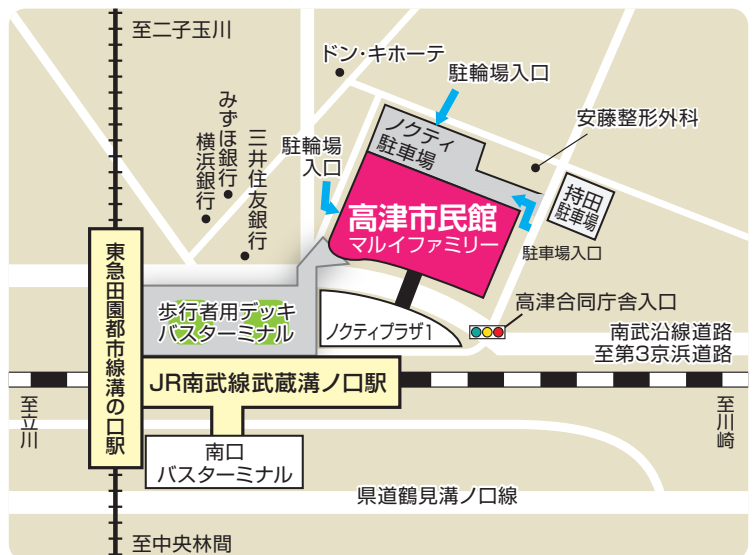 至二子玉川
ドン・キホーテ
駐輪場入口
安藤整形外科
みずほ銀行
横浜銀行
三井住友銀行
駐輪場
入口
ノクティ
駐車場
高津市民館
マルイファミリー
持田
駐車場
駐車場入口
高津合同庁舎入口
東急田園都市線溝の口駅
歩行者用デッキ
バスターミナル
ノクティプラザ1
南武沿線道路
至第3京浜道路
JR南武線武蔵溝ノ口駅
至立川
至川崎
南口
バスターミナル
県道鶴見溝ノ口線
至中央林間